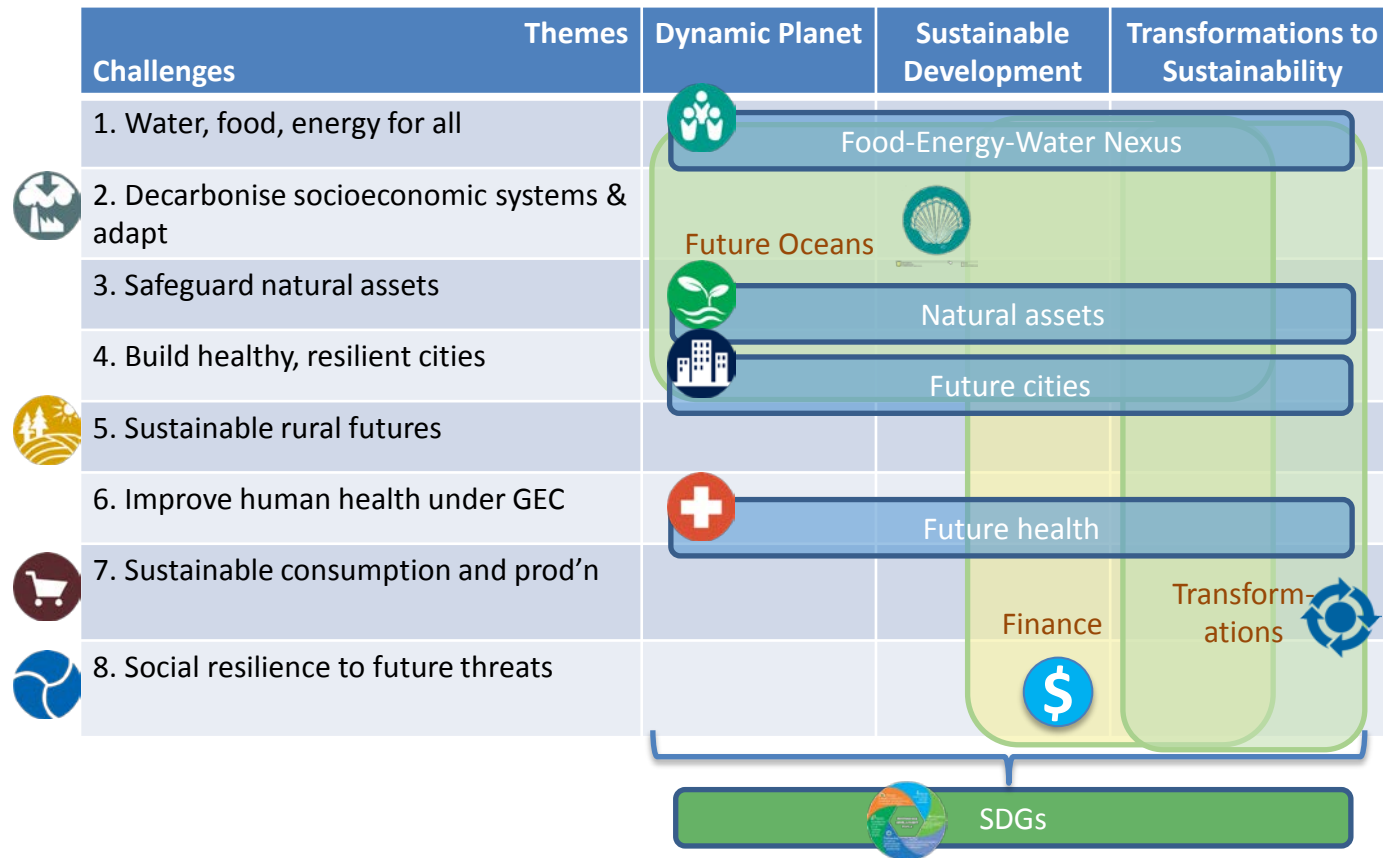 Themes
Challenges
Dynamic Planet
Sustainable
Development
Transformations to
Sustainability
1. Water, food, energy for all
Food-Energy-Water Nexus
2. Decarbonise socioeconomic systems &
adapt
Future Oceans
3. Safeguard natural assets
Natural assets
4. Build healthy, resilient cities
Future cities
5. Sustainable rural futures
6. Improve human health under GEC
Future health
7. Sustainable consumption and prod’n
Finance
Transform-
ations
8. Social resilience to future threats
$
SDGs